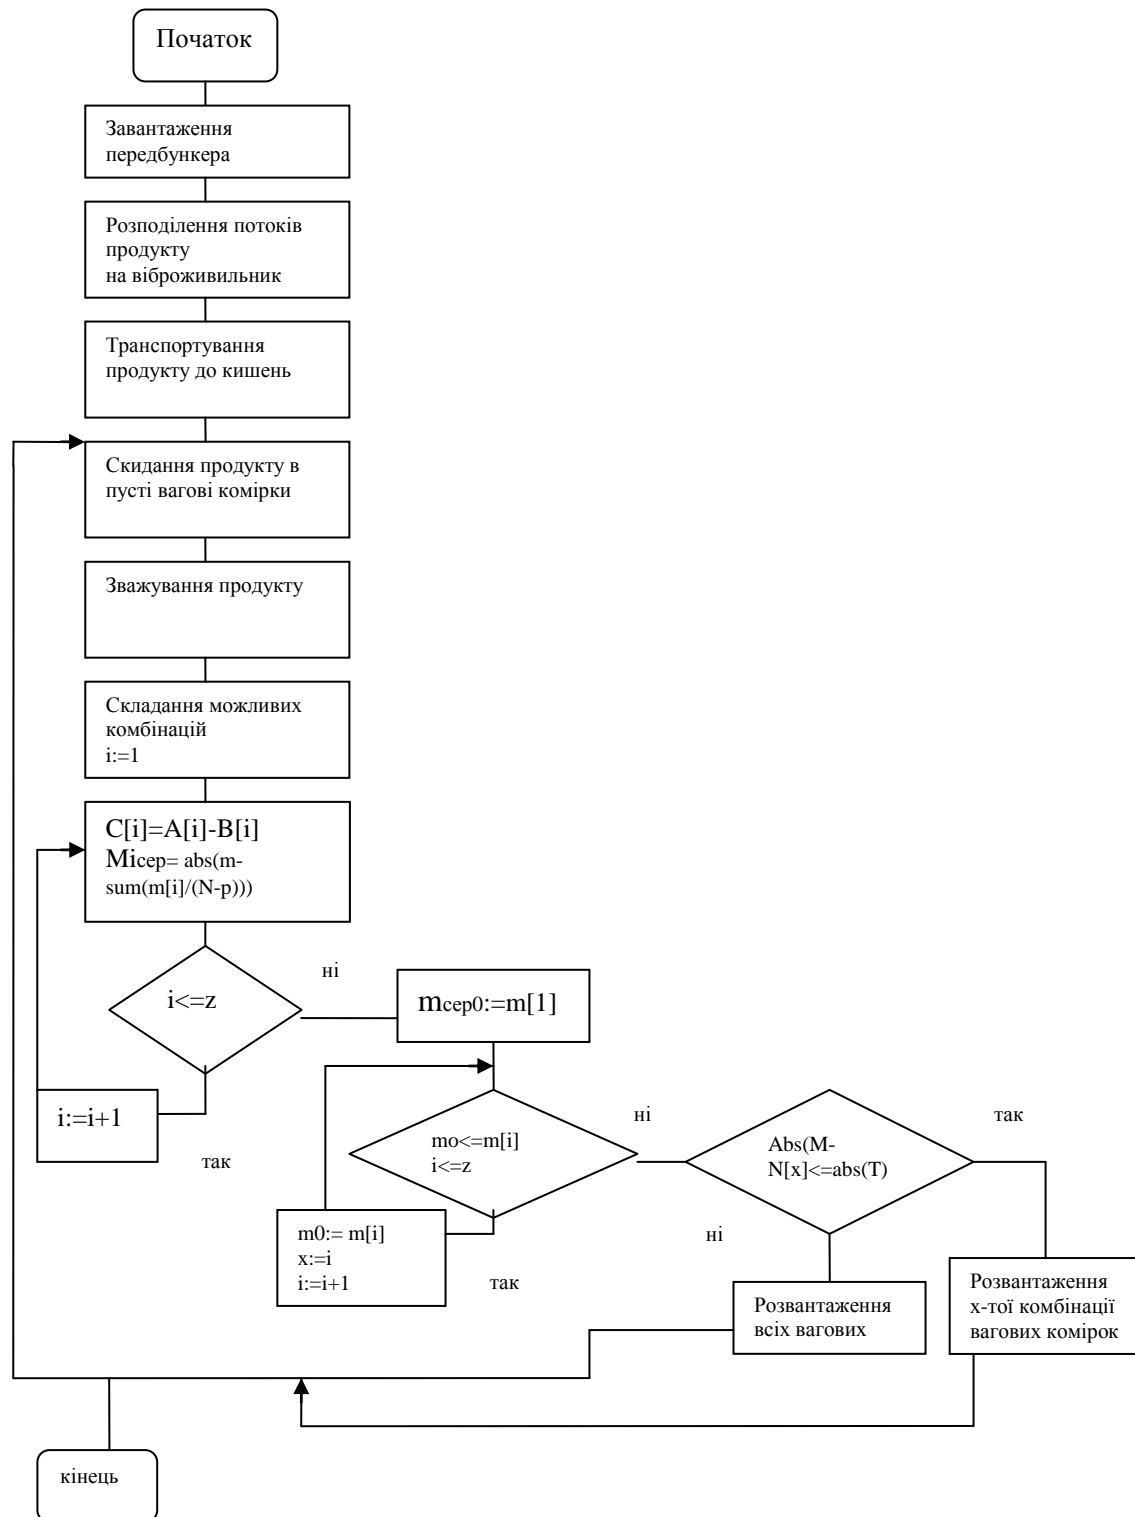 Початок
Завантаження
передбункера
Розподілення потоків
продукту
на віброживильник
Транспортування
продукту до кишень
Скидання продукту в
пусті вагові комірки
Зважування продукту
Складання можливих
комбінацій
i:=1
C[i]=A[i]-B[i]
Miсер= abs(m-
sum(m[i]/(N-p)))
i<=z
ні
mсер0:=m[1]
i:=i+1
так
mo<=m[i]
i<=z
ні
Abs(M-
N[x]<=abs(T)
так
m0:= m[i]
x:=i
i:=i+1
так
ні
Розвантаження
всіх вагових
Розвантаження
х-тої комбінації
вагових комірок
кінець